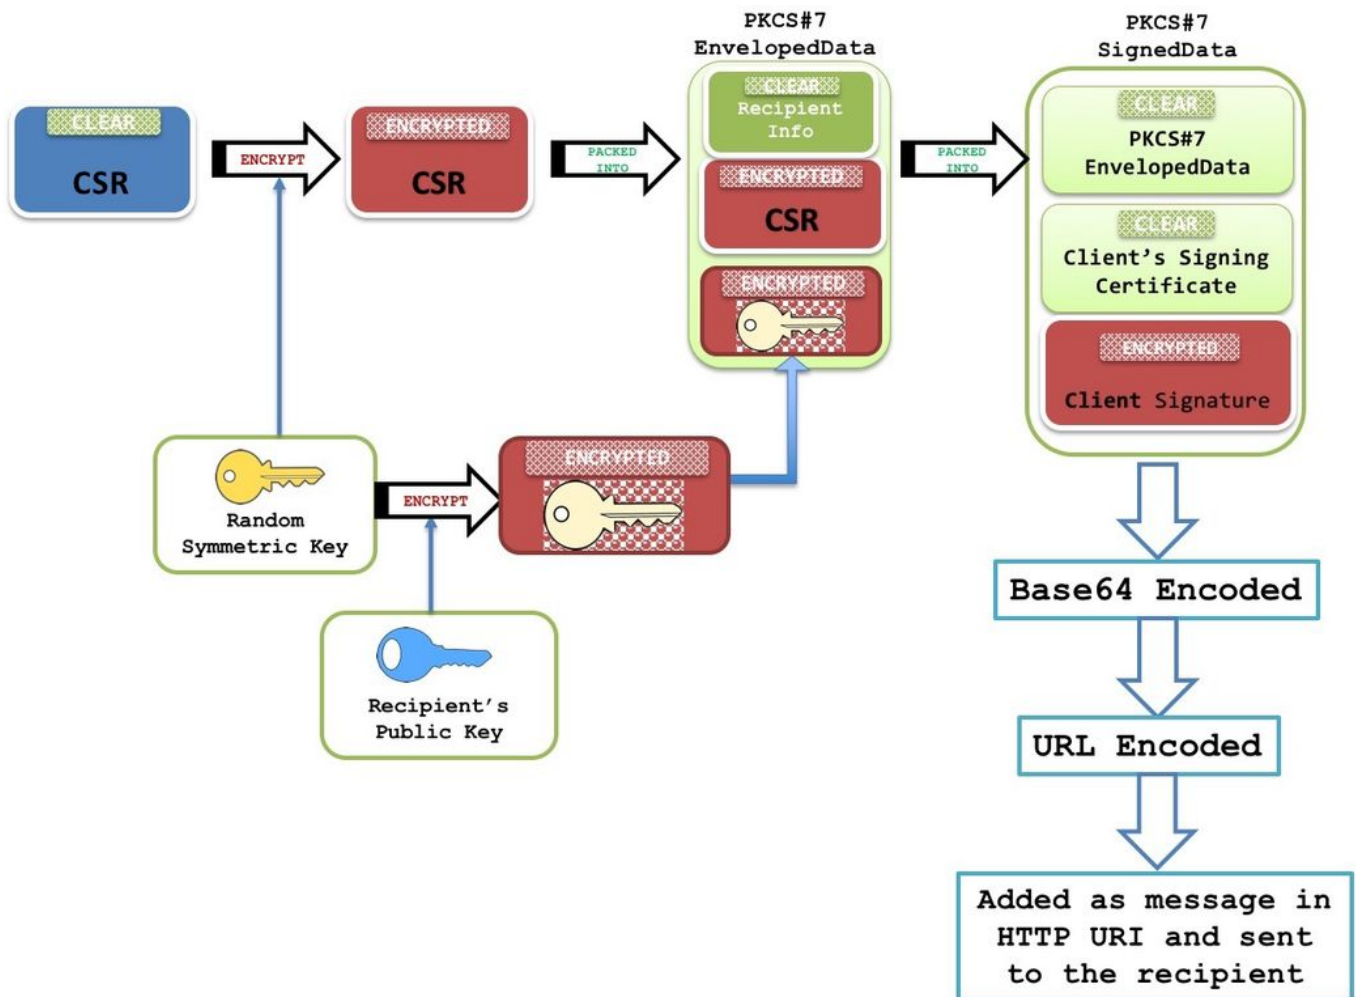 PKCS#7
EnvelopedData
PKCS#7
SignedData
CLEAR
CSR
ENCRYPT
ENCRYPTED
CSR
PACKED
INTO
CLEAR
Recipient
Info
ENCRYPTED
CSR
ENCRYPTED
PACKED
INTO
CLEAR
PKCS#7
EnvelopedData
CLEAR
Client's Signing
Certificate
ENCRYPTED
Client Signature
Random
Symmetric Key
ENCRYPT
ENCRYPTED
Recipient's
Public Key
Base64 Encoded
URL Encoded
Added as message in
HTTP URI and sent
to the recipient